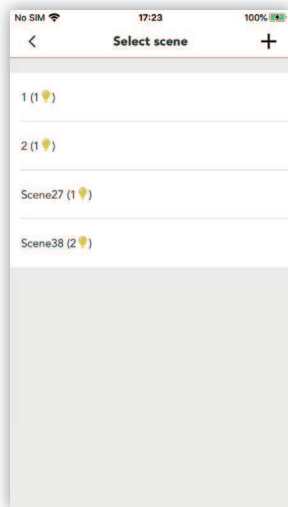 No SIM 17:23 100%
Select scene
1 (1💡)
2 (1💡)
Scene27 (1💡)
Scene38 (2💡)